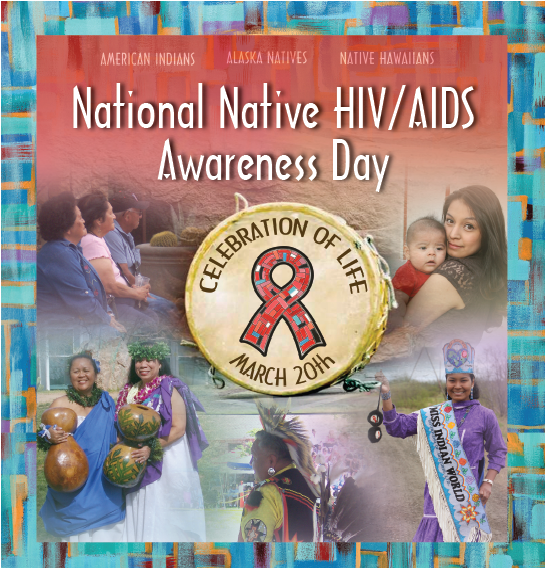 AMERICAN INDIANS ALASKA NATIVES NATIVE HAWAIIANS
National Native HIV/AIDS
Awareness Day
CELEBRATION OF LIFE
MARCH 20th
MISS INDIAN WORLD